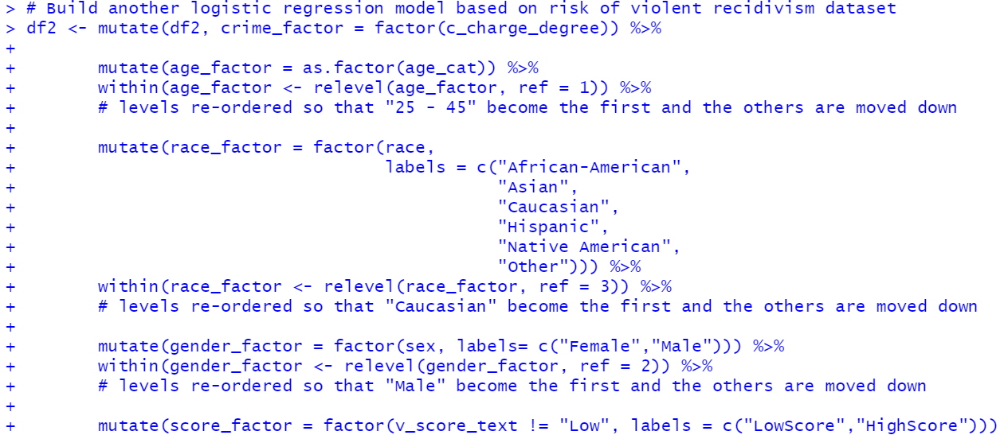 > # Build another logistic regression model based on risk of violent recidivism dataset
> df2 <- mutate(df2, crime_factor = factor(c_charge_degree)) %>%
+
+        mutate(age_factor = as.factor(age_cat)) %>%
+        within(age_factor <- relevel(age_factor, ref = 1)) %>%
+        # levels re-ordered so that "25 - 45" become the first and the others are moved down
+
+        mutate(race_factor = factor(race,
+                                    labels = c("African-American",
+                                               "Asian",
+                                               "Caucasian",
+                                               "Hispanic",
+                                               "Native American",
+                                               "Other"))) %>%
+        within(race_factor <- relevel(race_factor, ref = 3)) %>%
+        # levels re-ordered so that "Caucasian" become the first and the others are moved down
+
+        mutate(gender_factor = factor(sex, labels= c("Female","Male"))) %>%
+        within(gender_factor <- relevel(gender_factor, ref = 2)) %>%
+        # levels re-ordered so that "Male" become the first and the others are moved down
+
+        mutate(score_factor = factor(v_score_text != "Low", labels = c("LowScore","HighScore")))